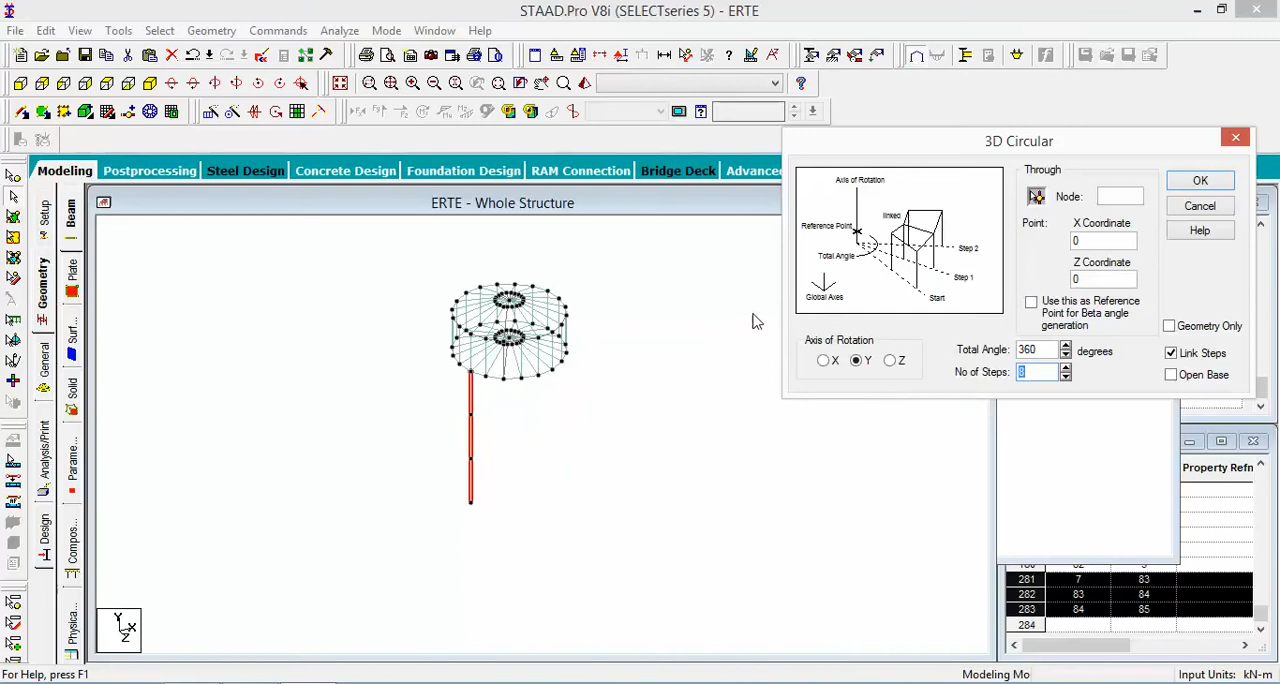 STAAD.Pro V8i (SELECTseries 5) - ERTE
File Edit View Tools Select Geometry Commands Analyze Mode Window Help
Modeling Postprocessing Steel Design Concrete Design Foundation Design RAM Connection Bridge Deck Advanced
ERTE - Whole Structure
Setup
Geometry
General
Analysis/Print
Design
Beam
Plate
Surf...
Solid
Parame...
Compos...
Physica...
3D Circular
Axis of Rotation
Reference Point
linked
Total Angle
Step 2
Step 1
Start
Global Axes
Through
Node:
Point:
X Coordinate
0
Z Coordinate
0
Use this as Reference
Point for Beta angle
generation
OK
Cancel
Help
Geometry Only
Link Steps
Open Base
Axis of Rotation
X Y Z
Total Angle: 360 degrees
No of Steps: 8
Property Refn
281 7 83
282 83 84
283 84 85
284
Y
X
Z
For Help, press F1
Modeling Mo
Input Units: kN-m